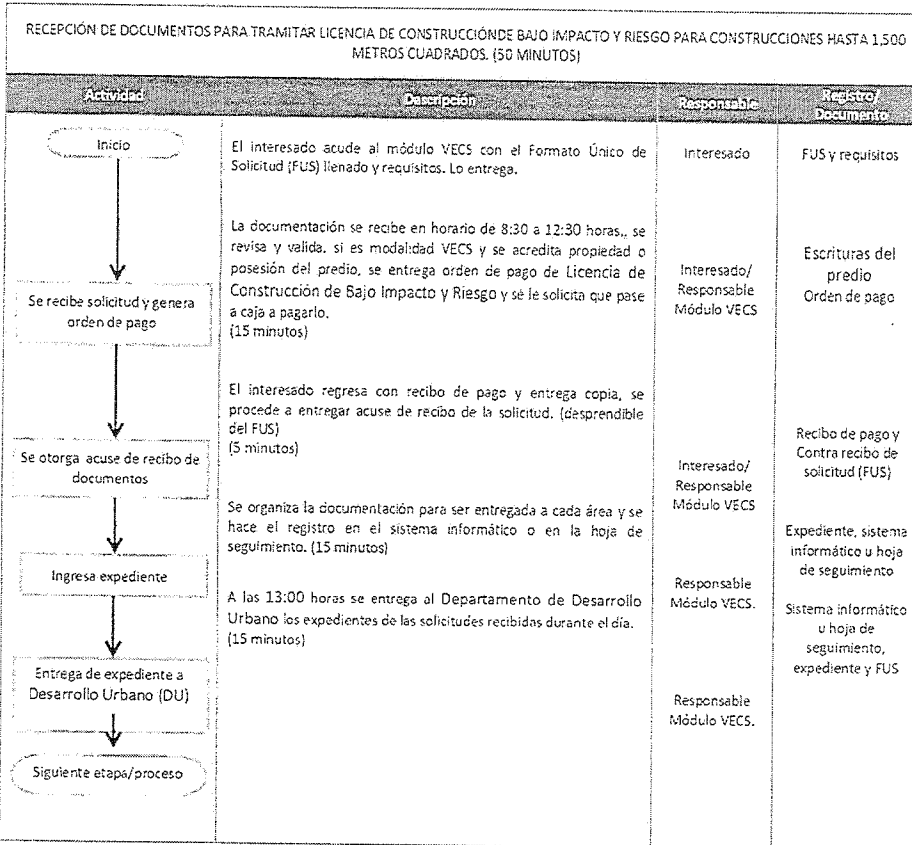 RECEPCIÓN DE DOCUMENTOS PARA TRAMITAR LICENCIA DE CONSTRUCCIÓNDE BAJO IMPACTO Y RIESGO PARA CONSTRUCCIONES HASTA 1,500
METROS CUADRADOS. (50 MINUTOS)
Actividad
Descripción
Responsable
Registro/
Documento
Inicio
El interesado acude al módulo VECS con el Formato Único de
Solicitud (FUS) llenado y requisitos. Lo entrega.
Interesado
FUS y requisitos
Se recibe solicitud y genera
orden de pago
La documentación se recibe en horario de 8:30 a 12:30 horas,, se
revisa y valida, si es modalidad VECS y se acredita propiedad o
posesión del predio, se entrega orden de pago de Licencia de
Construcción de Bajo Impacto y Riesgo y se le solicita que pase
a caja a pagarlo.
(15 minutos)
Interesado/
Responsable
Módulo VECS
Escrituras del
predio
Orden de pago
Se otorga acuse de recibo de
documentos
El interesado regresa con recibo de pago y entrega copia, se
procede a entregar acuse de recibo de la solicitud. (desprendible
del FUS)
(5 minutos)
Interesado/
Responsable
Módulo VECS
Recibo de pago y
Contra recibo de
solicitud (FUS)
Ingresa expediente
Se organiza la documentación para ser entregada a cada área y se
hace el registro en el sistema informático o en la hoja de
seguimiento. (15 minutos)
Responsable
Módulo VECS.
Expediente, sistema
informático u hoja
de seguimiento
Entrega de expediente a
Desarrollo Urbano (DU)
A las 13:00 horas se entrega al Departamento de Desarrollo
Urbano los expedientes de las solicitudes recibidas durante el día.
(15 minutos)
Responsable
Módulo VECS.
Sistema informático
u hoja de
seguimiento,
expediente y FUS
Siguiente etapa/proceso